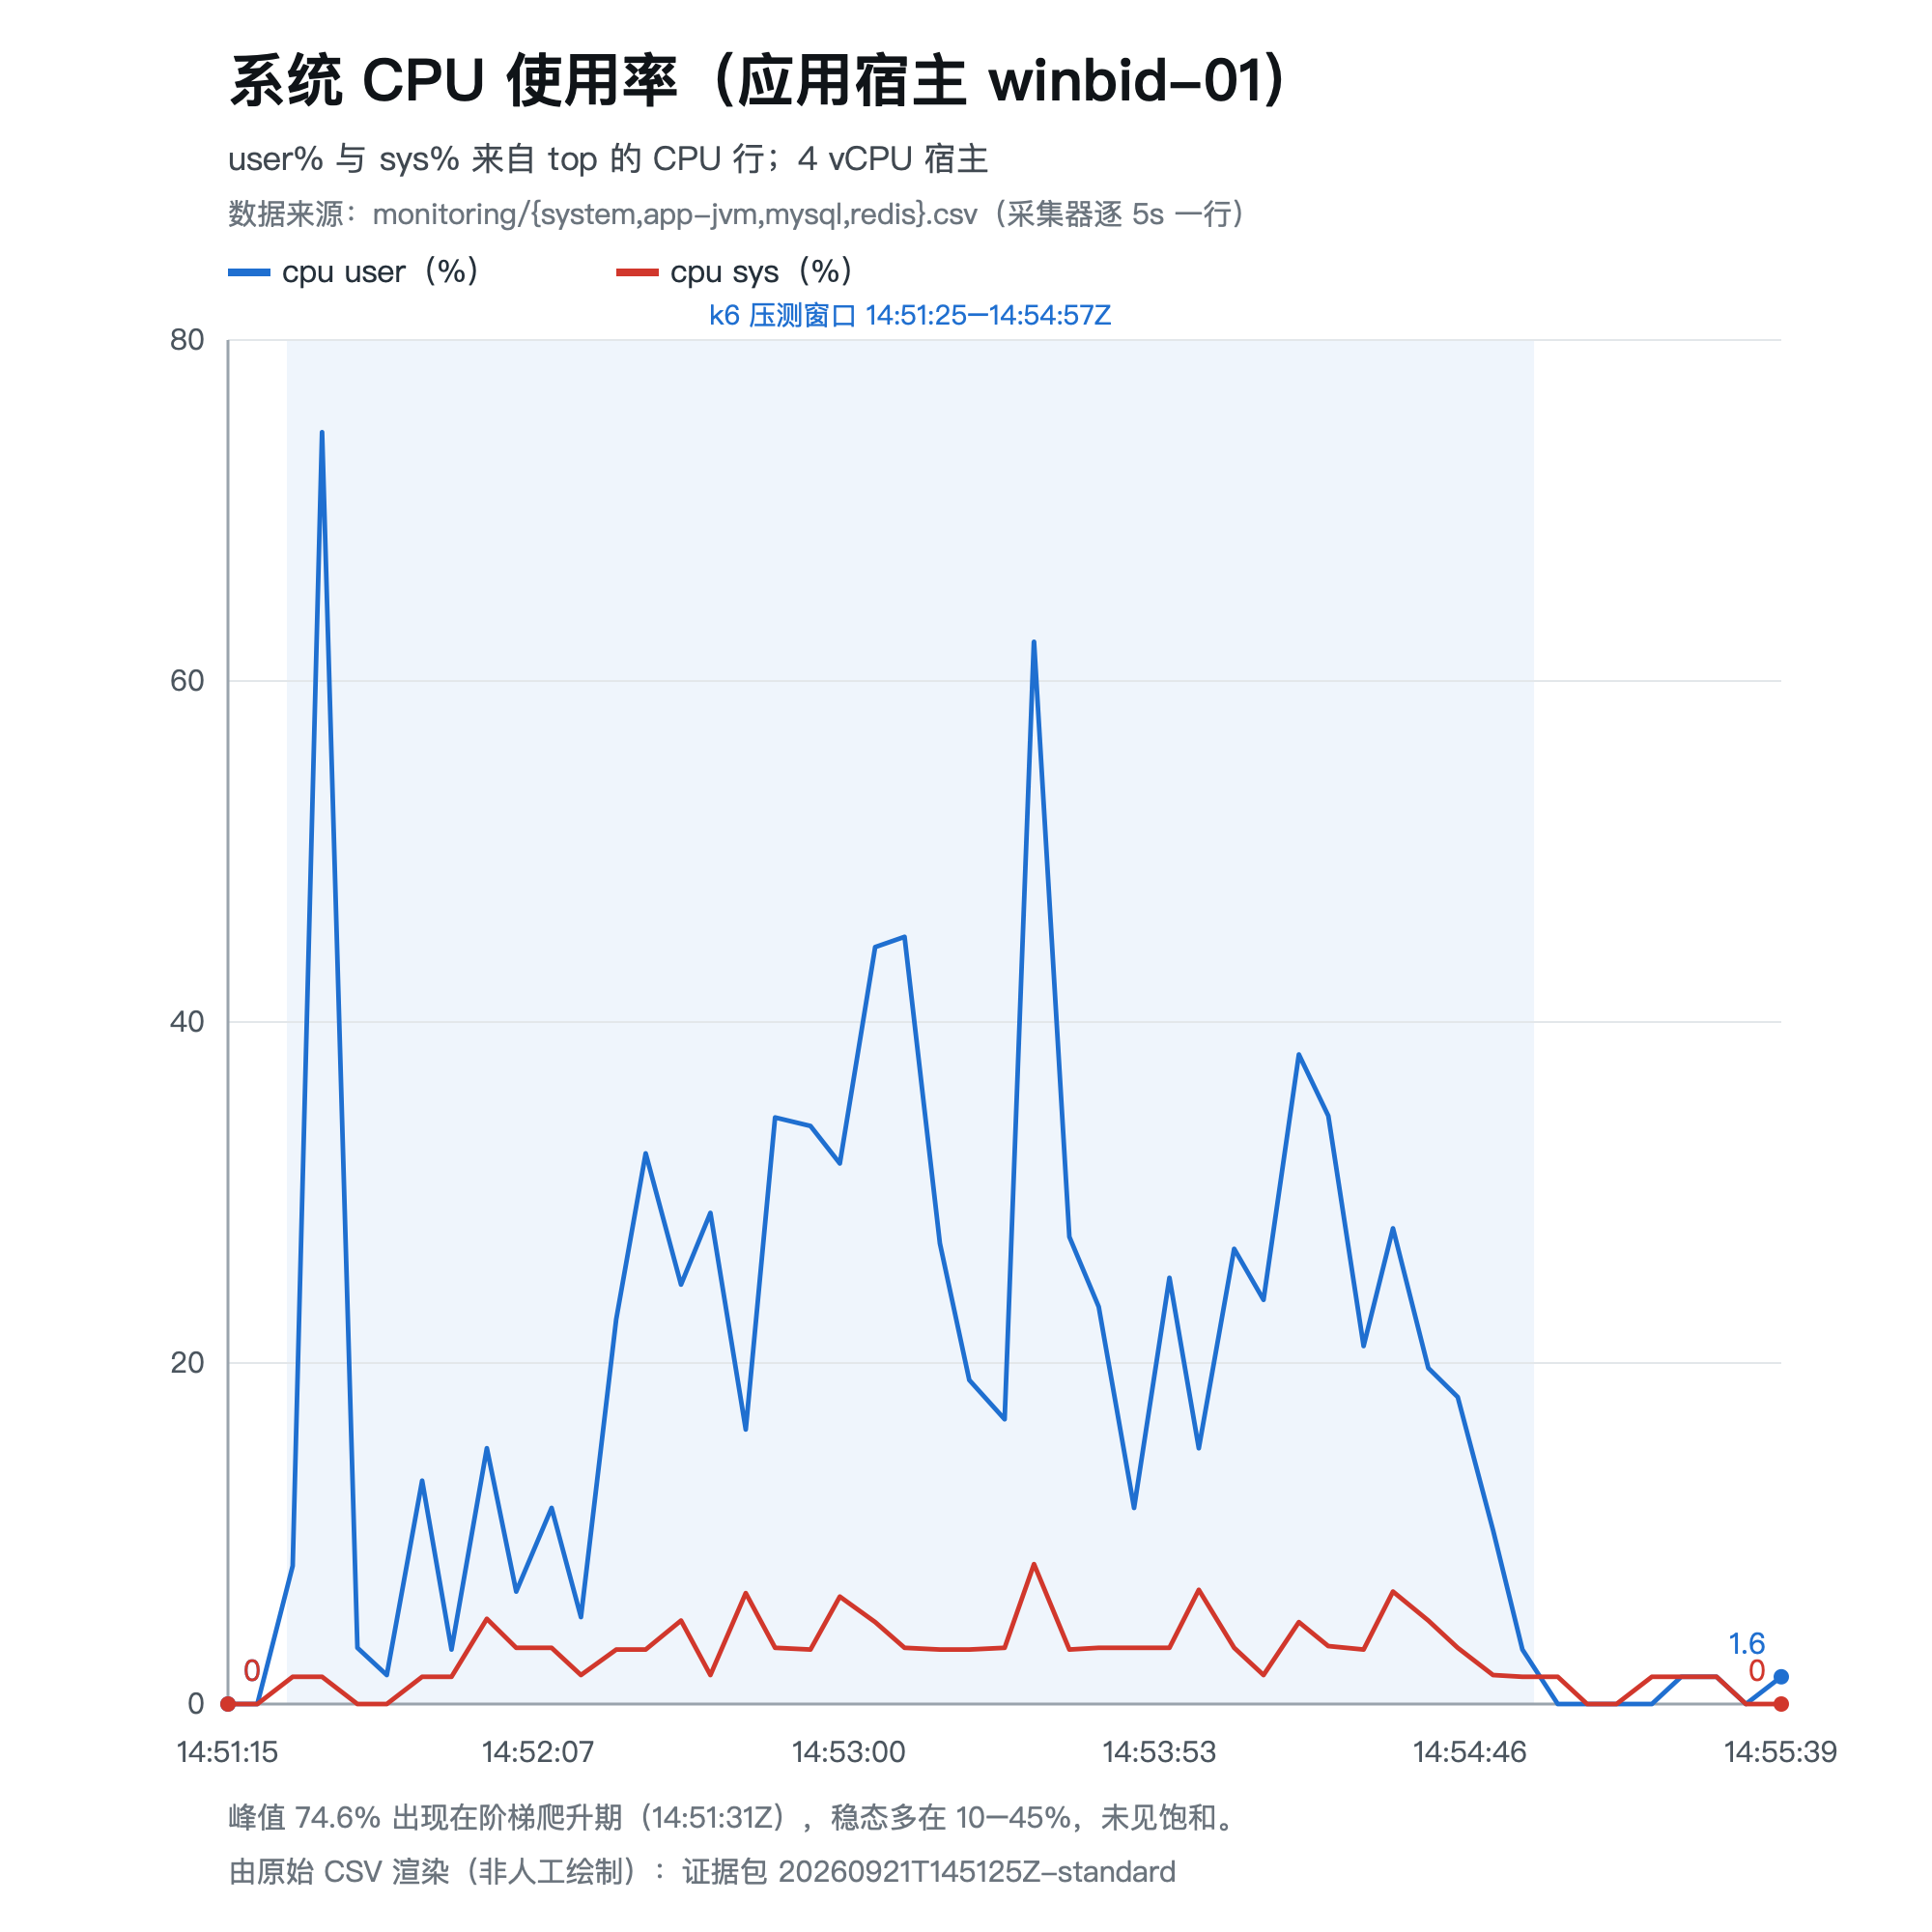 系统 CPU 使用率（应用宿主 winbid-01）
user% 与 sys% 来自 top 的 CPU 行；4 vCPU 宿主
数据来源：monitoring/{system,app-jvm,mysql,redis}.csv（采集器逐 5s 一行）
cpu user（%）
cpu sys（%）
k6 压测窗口 14:51:25—14:54:57Z
80
60
40
20
0
0
1.6
0
14:51:15
14:52:07
14:53:00
14:53:53
14:54:46
14:55:39
峰值 74.6% 出现在阶梯爬升期（14:51:31Z），稳态多在 10—45%，未见饱和。
由原始 CSV 渲染（非人工绘制）：证据包 20260921T145125Z-standard